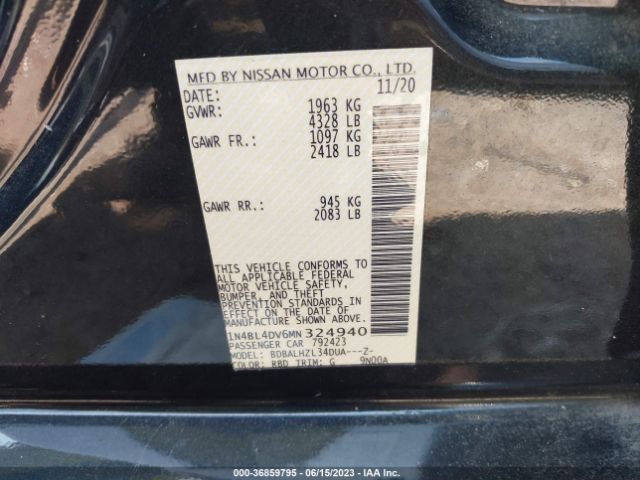 MFD BY NISSAN MOTOR CO., LTD.
DATE: 11/20
GVWR: 1963 KG
4328 LB
GAWR FR.: 1097 KG
2418 LB
GAWR RR.: 945 KG
2083 LB
THIS VEHICLE CONFORMS TO
ALL APPLICABLE FEDERAL
MOTOR VEHICLE SAFETY,
BUMPER, AND THEFT
PREVENTION STANDARDS IN
EFFECT ON THE DATE OF
MANUFACTURE SHOWN ABOVE.
1N4BL4DV6MN324940
PASSENGER CAR 792423
MODEL: BDBALHZL34DUA---Z-
COLOR: RBD TRIM: G 9N00A
000-36859795 - 06/15/2023 - IAA Inc.